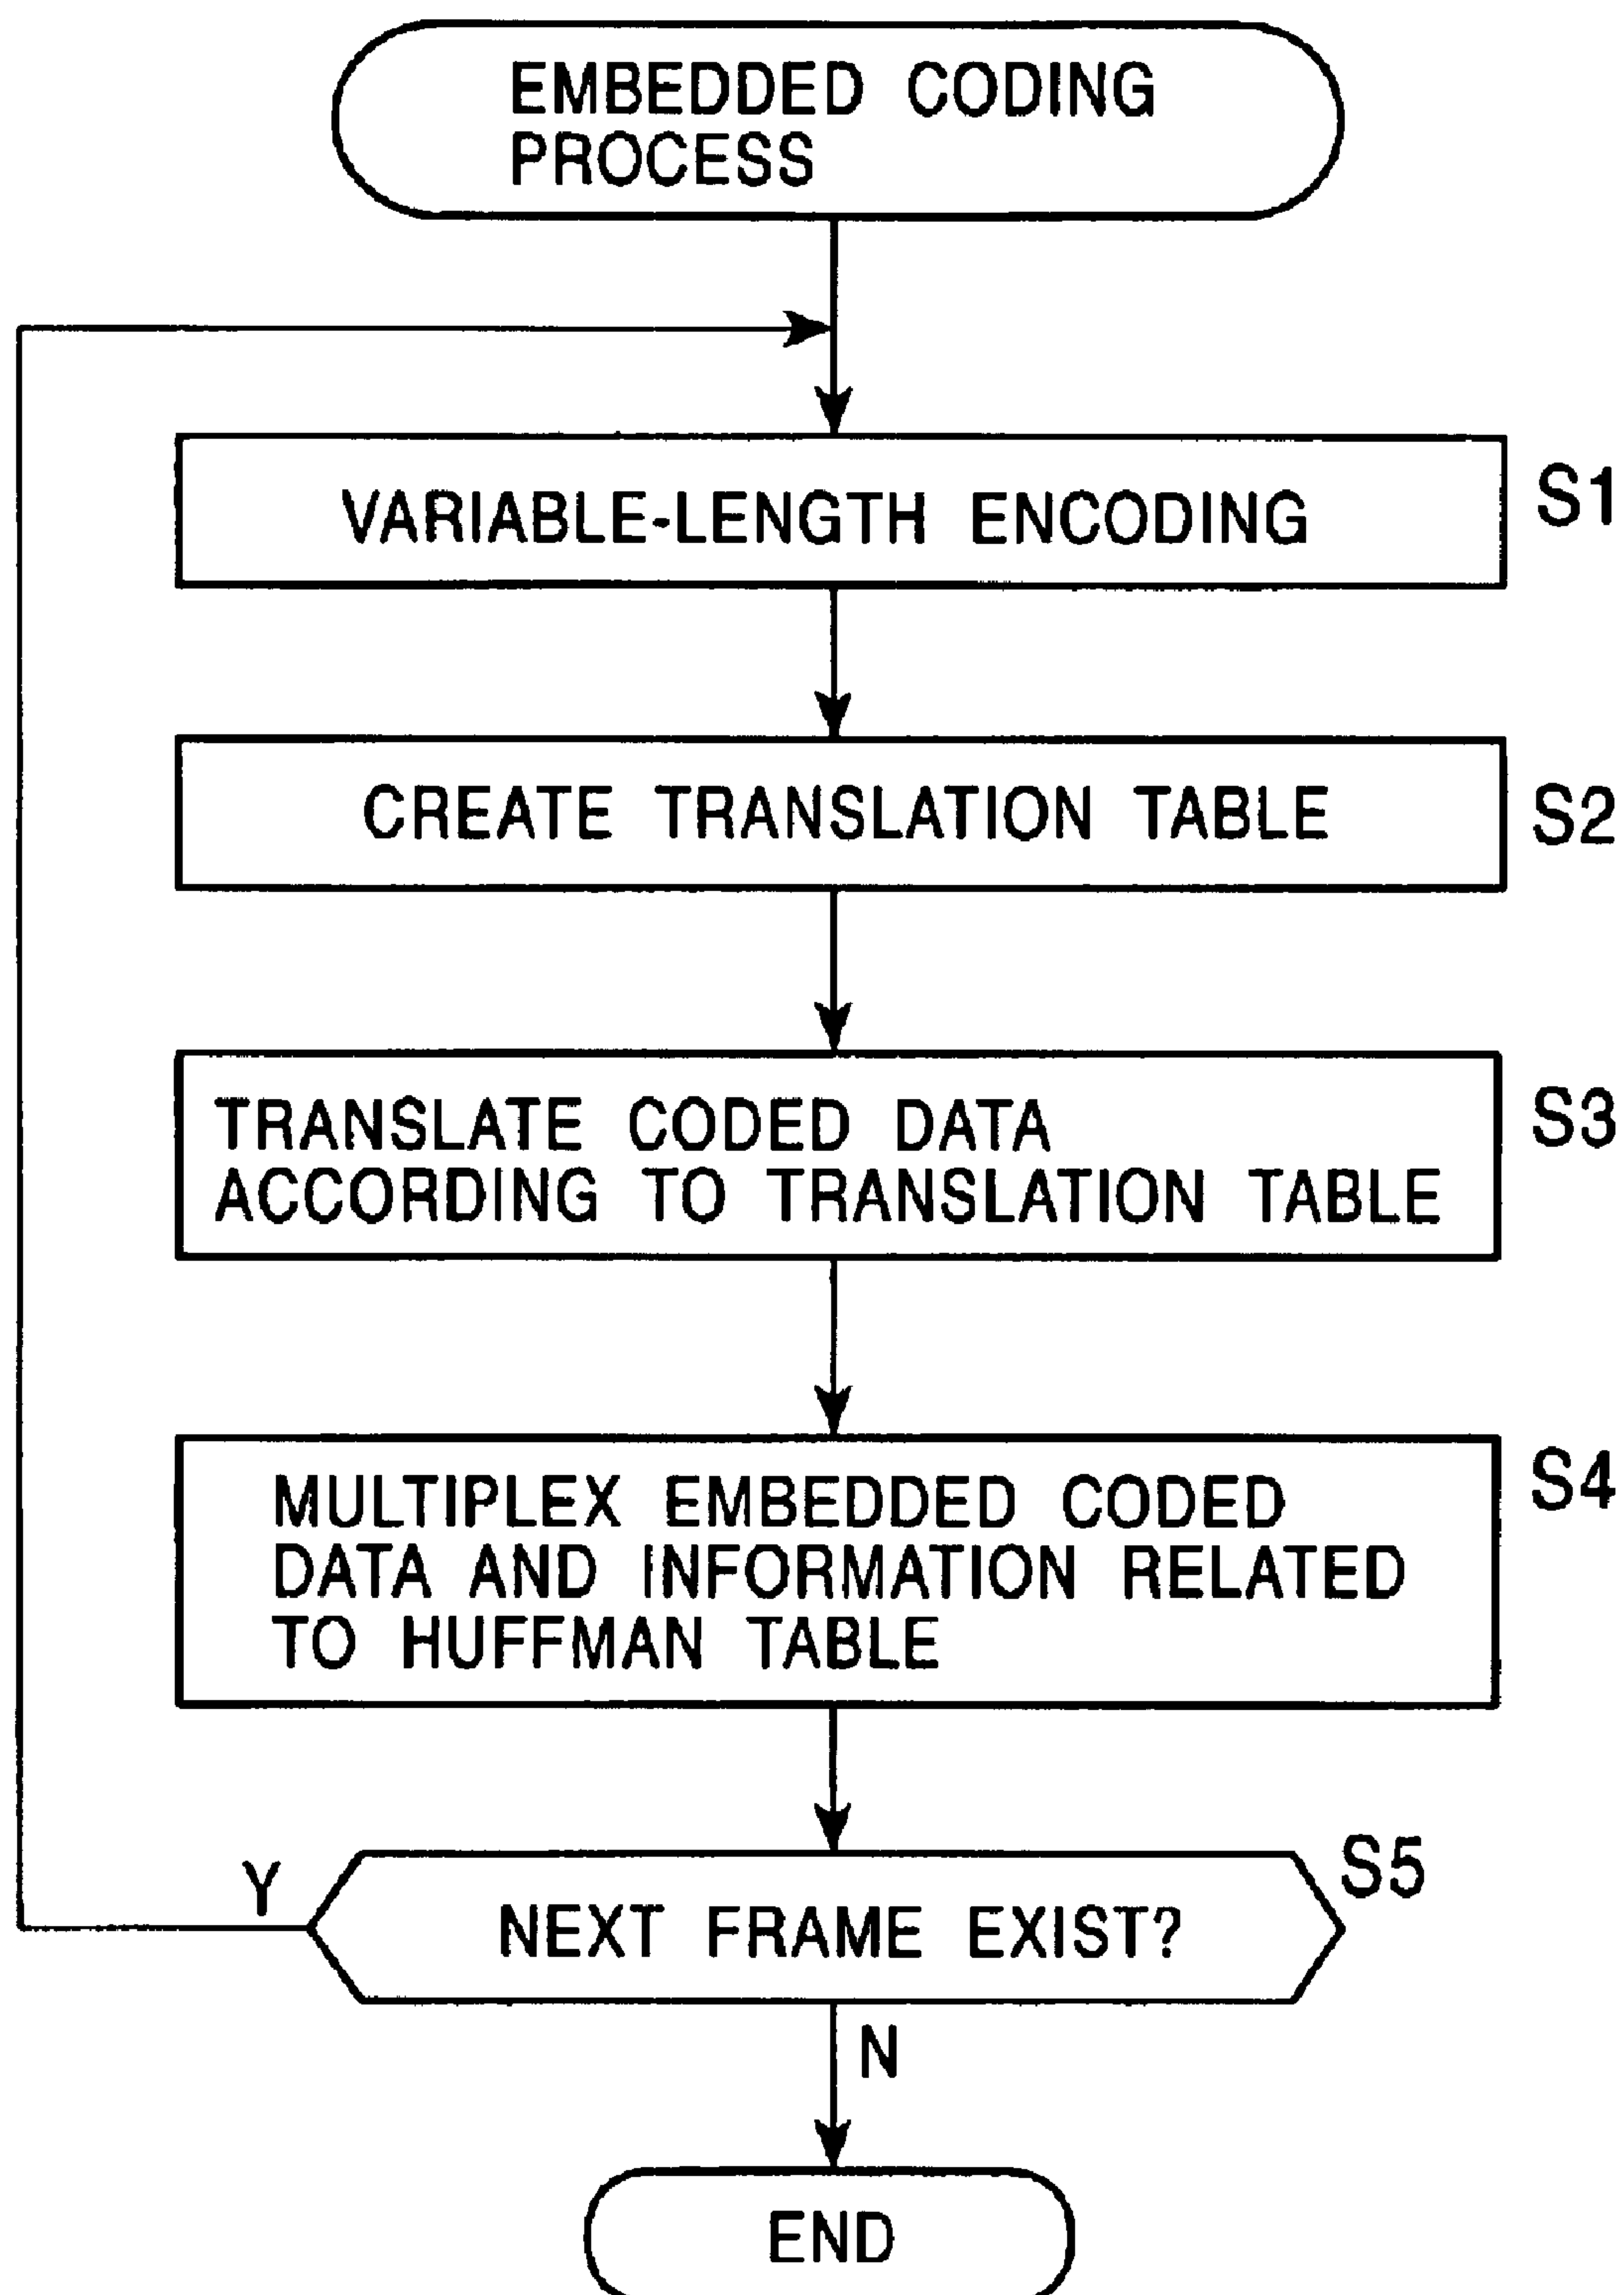 EMBEDDED CODING
PROCESS
VARIABLE-LENGTH ENCODING
S1
CREATE TRANSLATION TABLE
S2
TRANSLATE CODED DATA
ACCORDING TO TRANSLATION TABLE
S3
MULTIPLEX EMBEDDED CODED
DATA AND INFORMATION RELATED
TO HUFFMAN TABLE
S4
NEXT FRAME EXIST?
S5
Y
N
END